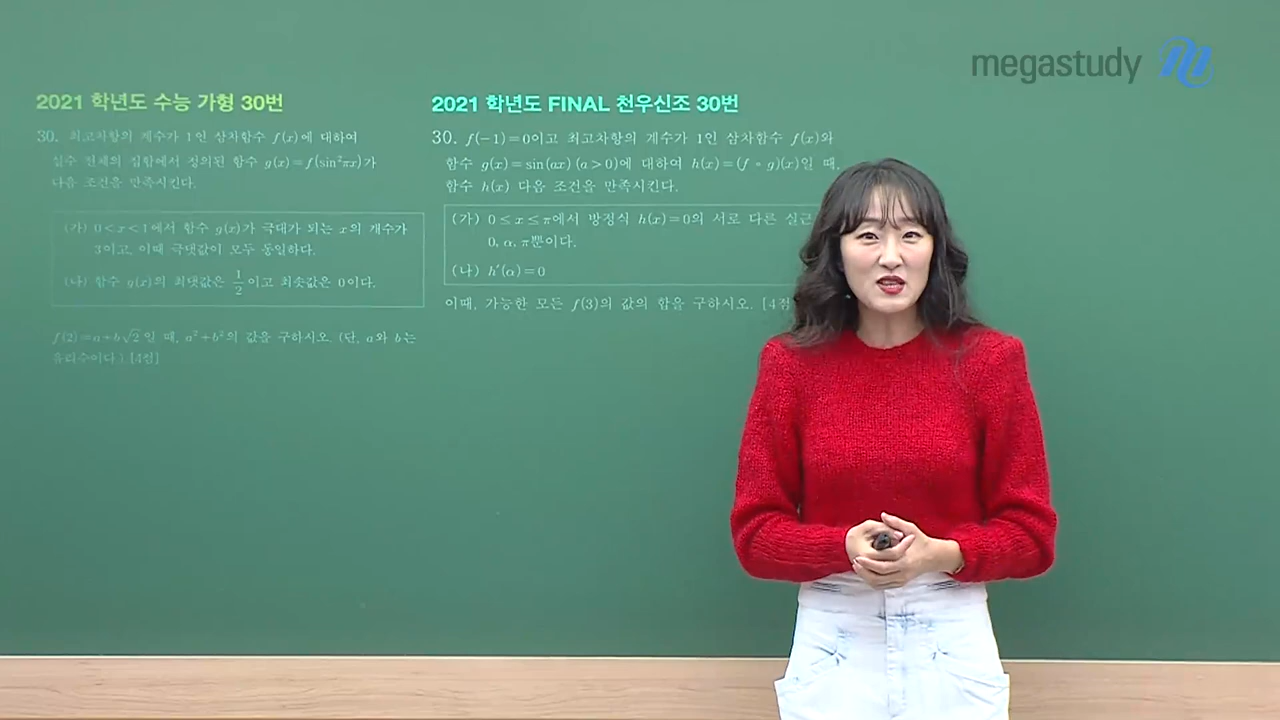 megastudy
2021 학년도 수능 가형 30번
30. 최고차항의 계수가 1인 삼차함수 f(x)에 대하여
실수 전체의 집합에서 정의된 함수 g(x)=f(sin²πx)가
다음 조건을 만족시킨다.
(가) 0<x<1에서 함수 g(x)가 극대가 되는 x의 개수가
3이고, 이때 극댓값이 모두 동일하다.
(나) 함수 g(x)의 최댓값은 1/2이고 최솟값은 0이다.
f(2)=a+b√2일 때, a²+b²의 값을 구하시오. (단, a와 b는
유리수이다.) [4점]
2021 학년도 FINAL 천우신조 30번
30. f(-1)=0이고 최고차항의 계수가 1인 삼차함수 f(x)와
함수 g(x)=sin(ax) (a>0)에 대하여 h(x)=(f∘g)(x)일 때,
함수 h(x) 다음 조건을 만족시킨다.
(가) 0≤x≤π에서 방정식 h(x)=0의 서로 다른 실근
0, α, π뿐이다.
(나) h′(α)=0
이때, 가능한 모든 f(3)의 값의 합을 구하시오. [4점